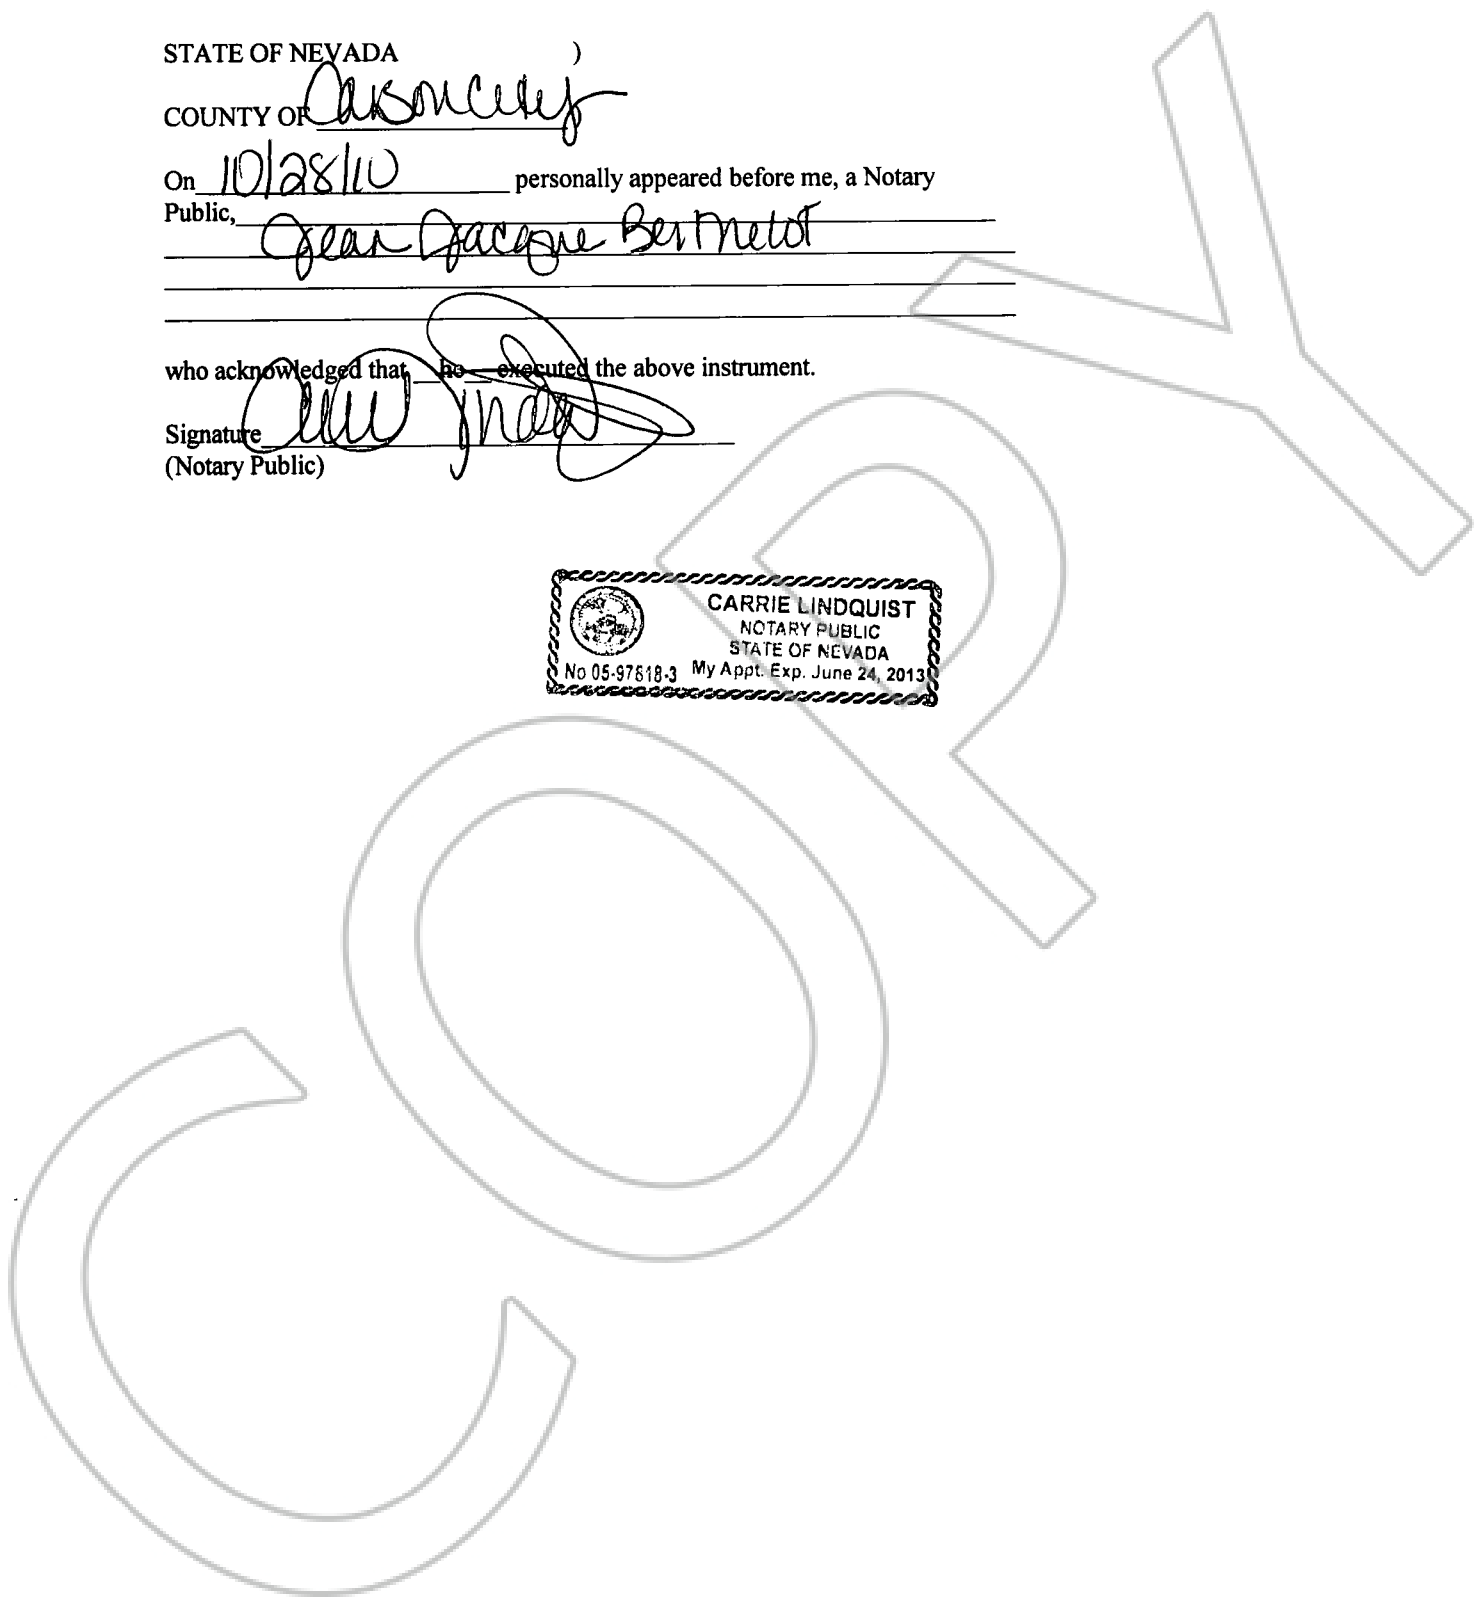 STATE OF NEVADA )
COUNTY OF Carson City
On 10/28/10 personally appeared before me, a Notary
Public,
Jean Jacque Berthelot
who acknowledged that he executed the above instrument.
Signature
(Notary Public)
CARRIE LINDQUIST
NOTARY PUBLIC
STATE OF NEVADA
No 05-97818-3 My Appt. Exp. June 24, 2013
COPY